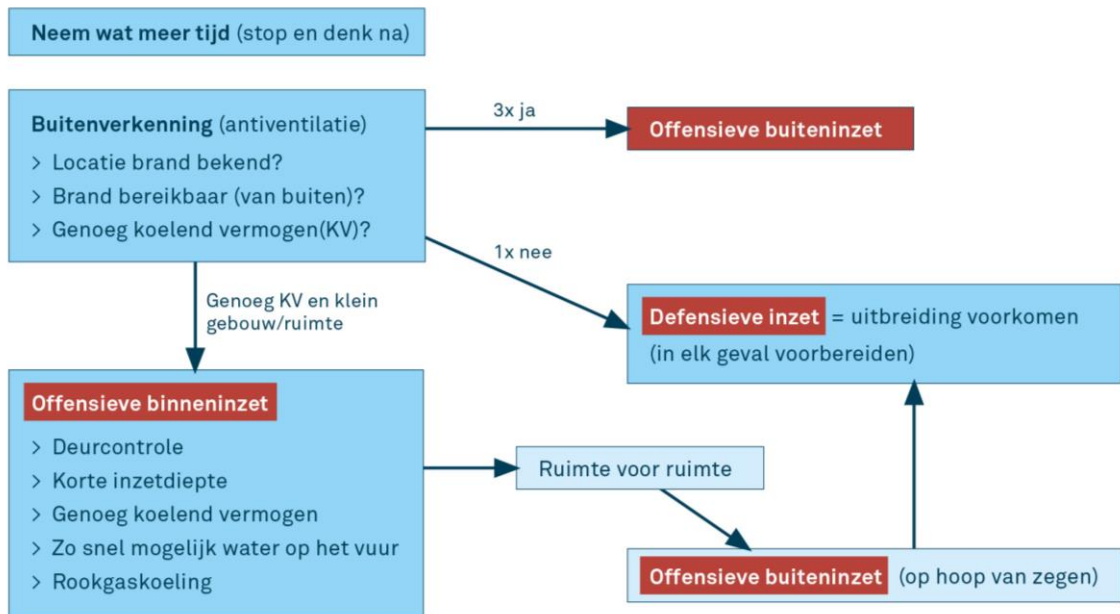 Neem wat meer tijd (stop en denk na)
Buitenverkenning (antiventilatie)
> Locatie brand bekend?
> Brand bereikbaar (van buiten)?
> Genoeg koelend vermogen(KV)?
3x ja
Offensieve buiteninzet
1x nee
Genoeg KV en klein
gebouw/ruimte
Defensieve inzet = uitbreiding voorkomen
(in elk geval voorbereiden)
Offensieve binneninzet
> Deurcontrole
> Korte inzetdiepte
> Genoeg koelend vermogen
> Zo snel mogelijk water op het vuur
> Rookgaskoeling
Ruimte voor ruimte
Offensieve buiteninzet (op hoop van zegen)